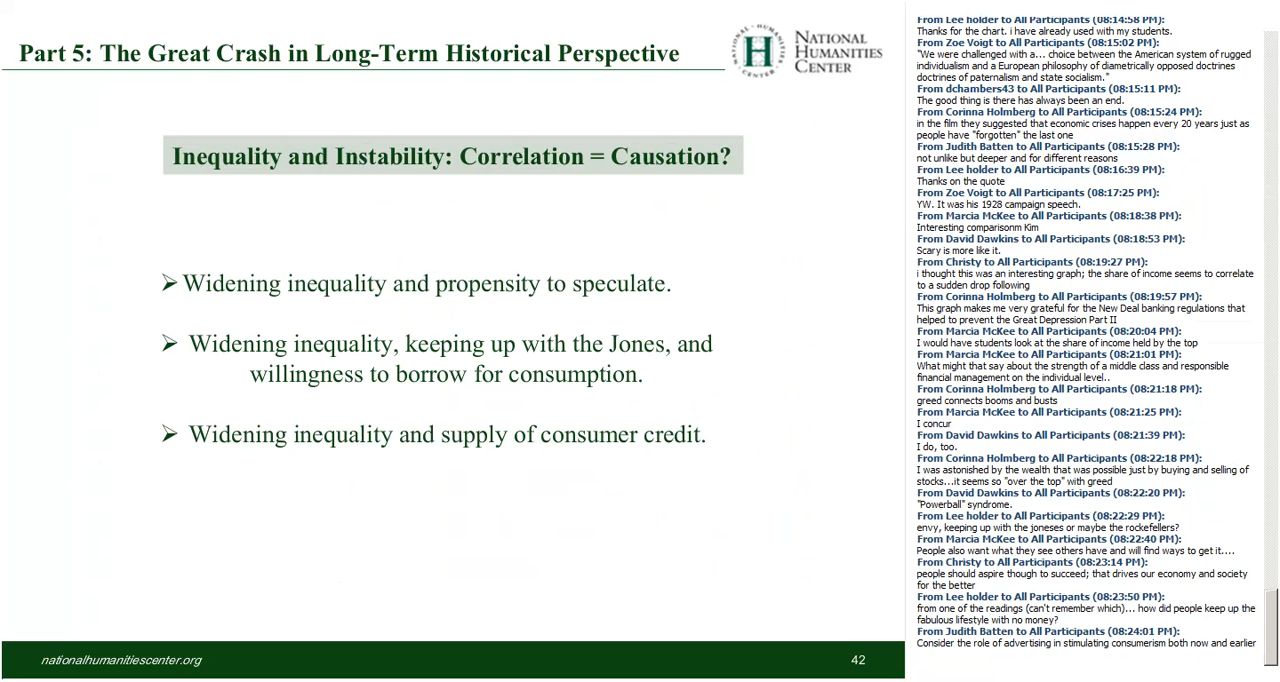 Part 5: The Great Crash in Long-Term Historical Perspective
NATIONAL HUMANITIES CENTER
H
NATIONAL
HUMANITIES
CENTER
Inequality and Instability: Correlation = Causation?
➢ Widening inequality and propensity to speculate.
➢ Widening inequality, keeping up with the Jones, and
willingness to borrow for consumption.
➢ Widening inequality and supply of consumer credit.
nationalhumanitiescenter.org
42
From Lee holder to All Participants (08:14:58 PM):
Thanks for the chart. i have already used with my students.
From Zoe Voigt to All Participants (08:15:02 PM):
"We were challenged with a... choice between the American system of rugged
individualism and a European philosophy of diametrically opposed doctrines
doctrines of paternalism and state socialism."
From dchambers43 to All Participants (08:15:11 PM):
The good thing is there has always been an end.
From Corinna Holmberg to All Participants (08:15:24 PM):
in the film they suggested that economic crises happen every 20 years just as
people have "forgotten" the last one
From Judith Batten to All Participants (08:15:28 PM):
not unlike but deeper and for different reasons
From Lee holder to All Participants (08:16:39 PM):
Thanks on the quote
From Zoe Voigt to All Participants (08:17:25 PM):
YW. It was his 1928 campaign speech.
From Marcia McKee to All Participants (08:18:38 PM):
Interesting comparisonm Kim
From David Dawkins to All Participants (08:18:53 PM):
Scary is more like it.
From Christy to All Participants (08:19:27 PM):
i thought this was an interesting graph; the share of income seems to correlate
to a sudden drop following
From Corinna Holmberg to All Participants (08:19:57 PM):
This graph makes me very grateful for the New Deal banking regulations that
helped to prevent the Great Depression Part II
From Marcia McKee to All Participants (08:20:04 PM):
I would have students look at the share of income held by the top
From Marcia McKee to All Participants (08:21:01 PM):
What might that say about the strength of a middle class and responsible
financial management on the individual level..
From Corinna Holmberg to All Participants (08:21:18 PM):
greed connects booms and busts
From Marcia McKee to All Participants (08:21:25 PM):
I concur
From David Dawkins to All Participants (08:21:39 PM):
I do, too.
From Corinna Holmberg to All Participants (08:22:18 PM):
I was astonished by the wealth that was possible just by buying and selling of
stocks...it seems so "over the top" with greed
From David Dawkins to All Participants (08:22:20 PM):
"Powerball" syndrome.
From Lee holder to All Participants (08:22:29 PM):
envy, keeping up with the joneses or maybe the rockefellers?
From Marcia McKee to All Participants (08:22:40 PM):
People also want what they see others have and will find ways to get it....
From Christy to All Participants (08:23:14 PM):
people should aspire though to succeed; that drives our economy and society
for the better
From Lee holder to All Participants (08:23:50 PM):
from one of the readings (can't remember which)... how did people keep up the
fabulous lifestyle with no money?
From Judith Batten to All Participants (08:24:01 PM):
Consider the role of advertising in stimulating consumerism both now and earlier